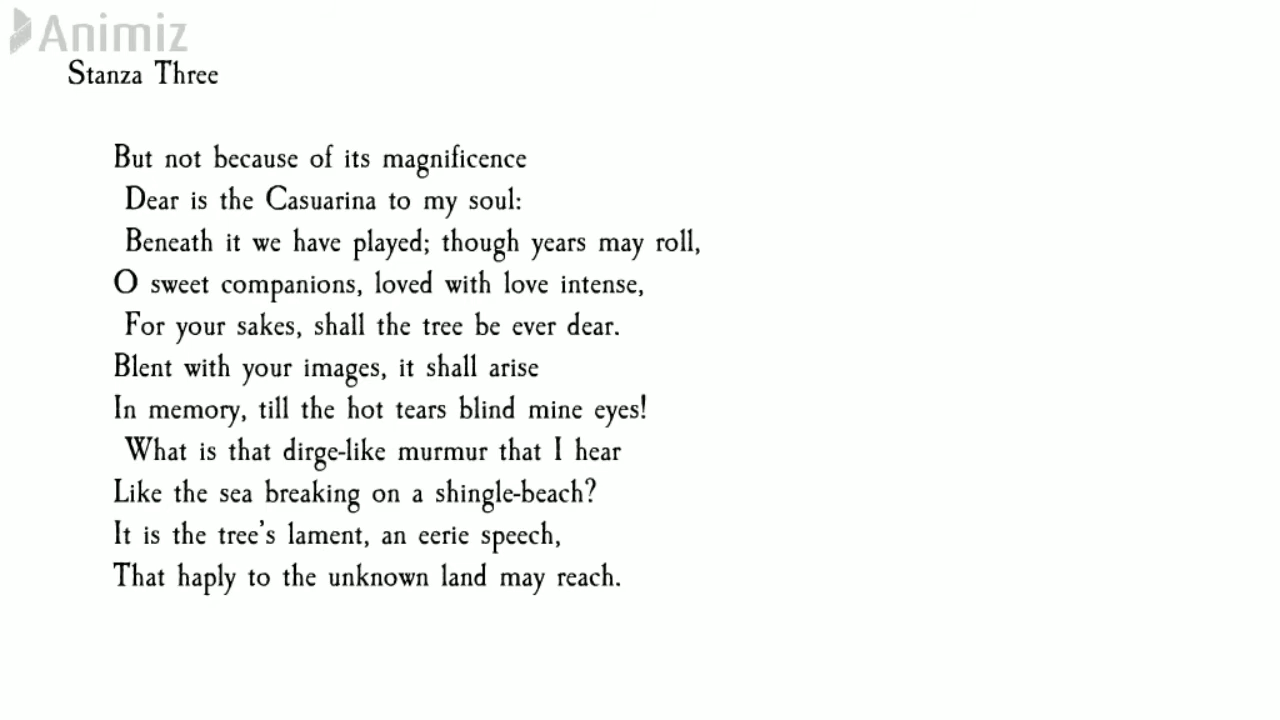 Animiz
Stanza Three
But not because of its magnificence
Dear is the Casuarina to my soul:
Beneath it we have played; though years may roll,
O sweet companions, loved with love intense,
For your sakes, shall the tree be ever dear.
Blent with your images, it shall arise
In memory, till the hot tears blind mine eyes!
What is that dirge-like murmur that I hear
Like the sea breaking on a shingle-beach?
It is the tree’s lament, an eerie speech,
That haply to the unknown land may reach.